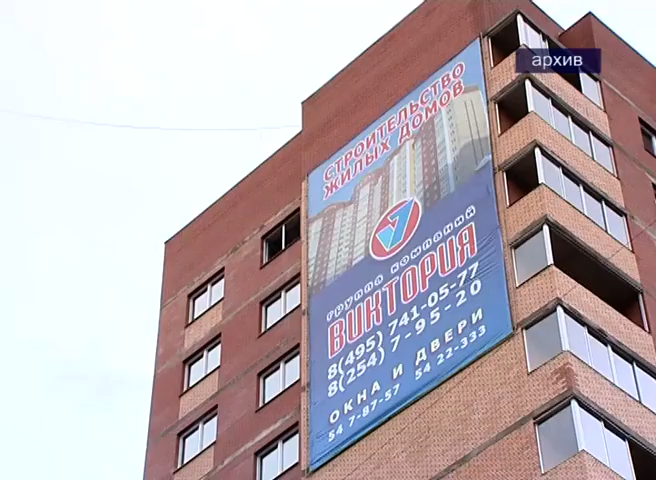 архив
СТРОИТЕЛЬСТВО
ЖИЛЫХ ДОМОВ
группа компаний
ВИКТОРИЯ
8(495) 741-05-77
8(254) 7-95-20
ОКНА И ДВЕРИ
54 7-87-57 54 22-333